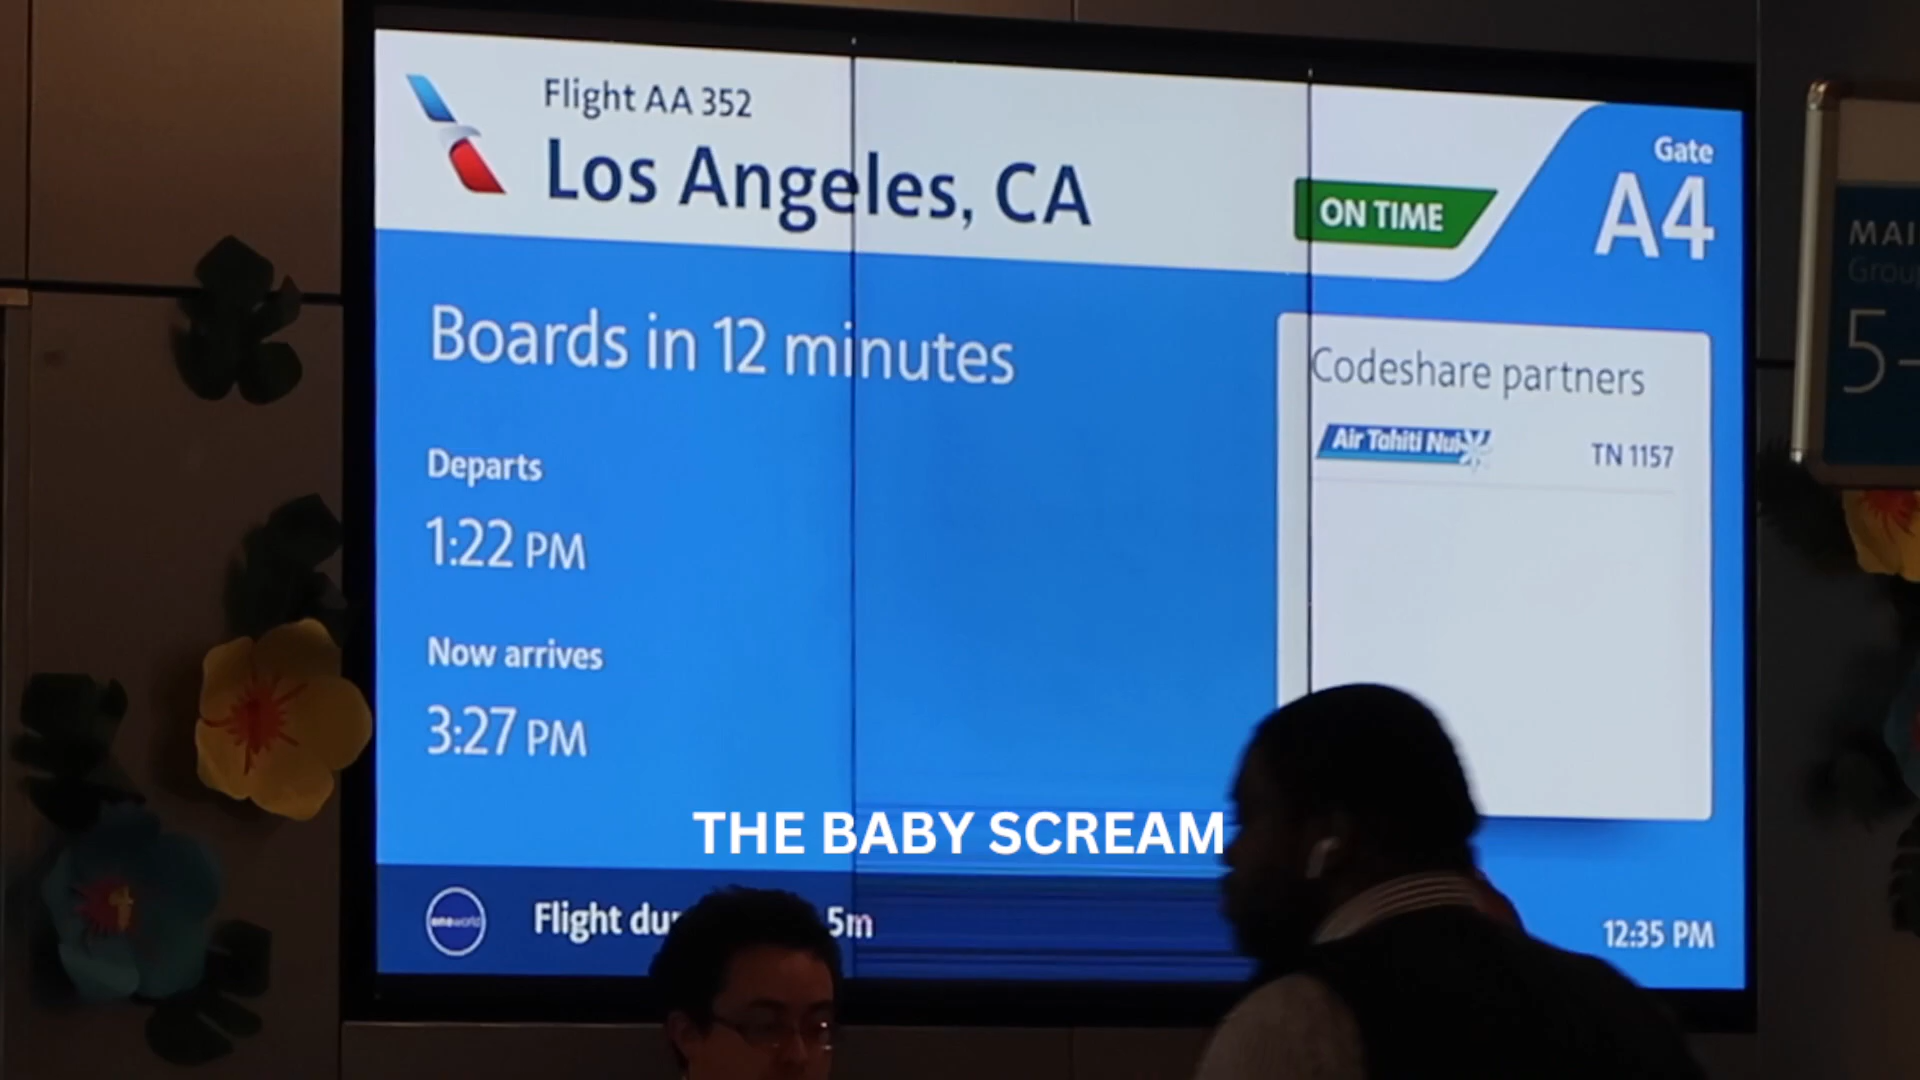 Flight AA 352
Los Angeles, CA
ON TIME
Gate
A4
Boards in 12 minutes
Departs
1:22 PM
Now arrives
3:27 PM
Codeshare partners
Air Tahiti Nui
TN 1157
THE BABY SCREAM
oneworld
Flight 5m
12:35 PM
5-